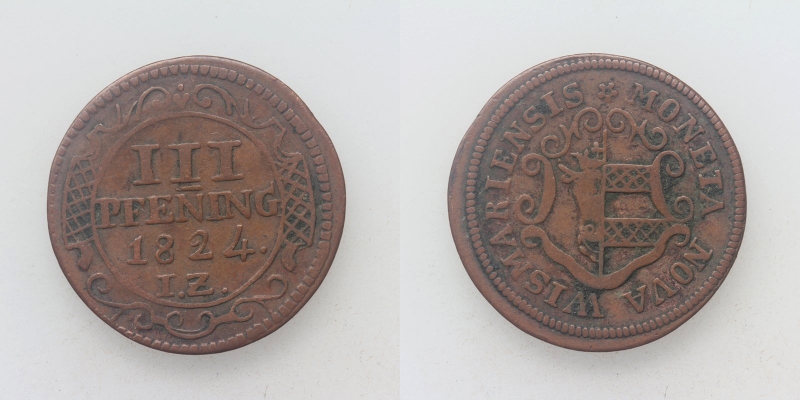 III
PFENING
1824.
I.Z.
MONETA NOVA WISMARIENSIS